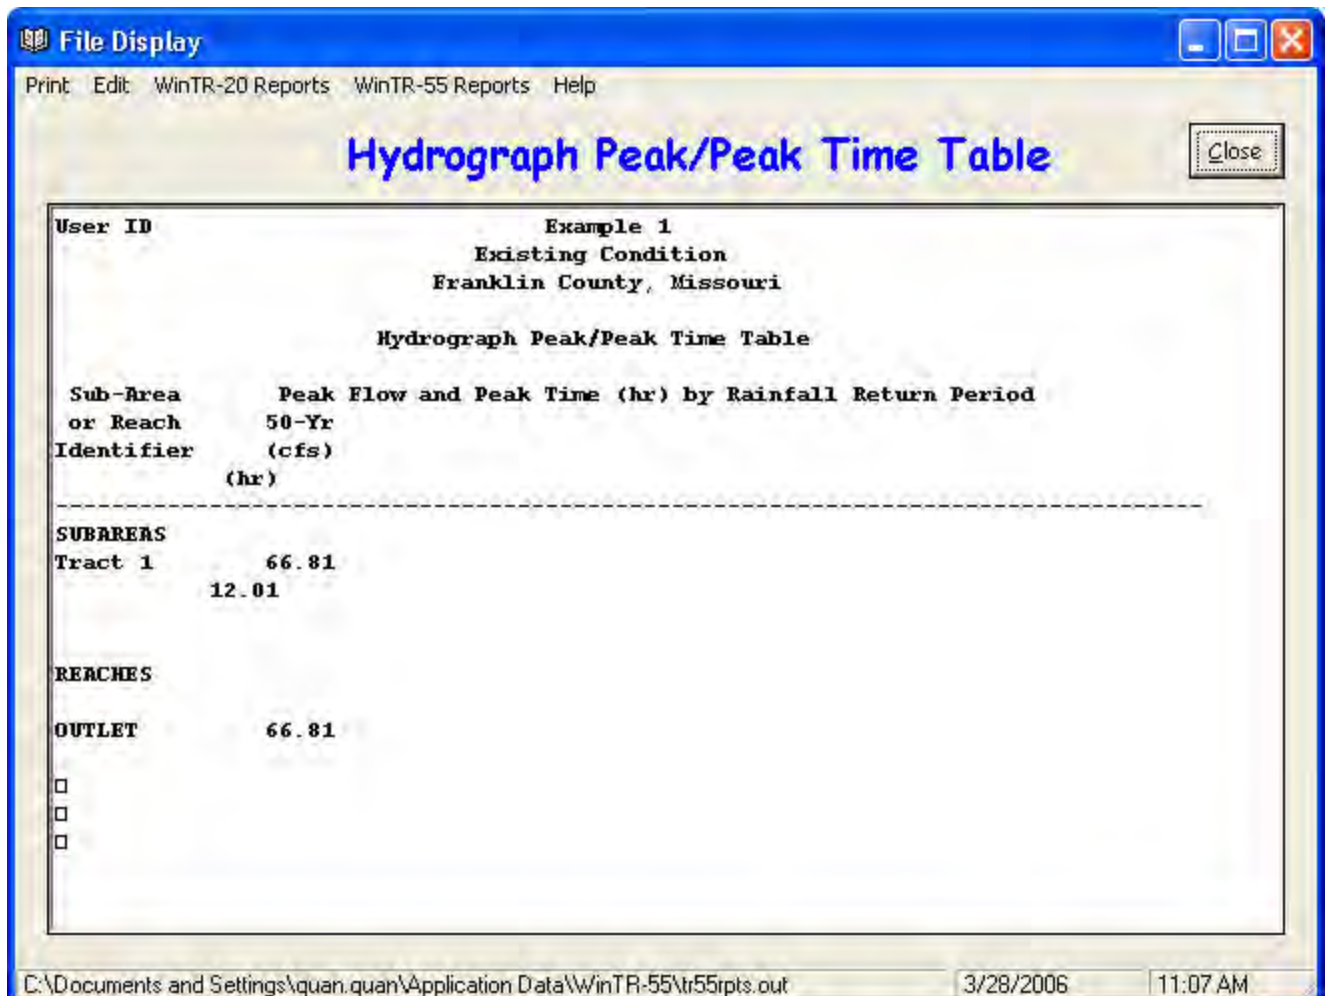 File Display
Print Edit WinTR-20 Reports WinTR-55 Reports Help
Hydrograph Peak/Peak Time Table
Close
User ID Example 1
Existing Condition
Franklin County, Missouri
Hydrograph Peak/Peak Time Table
Sub-Area Peak Flow and Peak Time (hr) by Rainfall Return Period
or Reach 50-Yr
Identifier (cfs)
(hr)
SUBAREAS
Tract 1 66.81
12.01
REACHES
OUTLET 66.81
C:\Documents and Settings\quan.quan\Application Data\WinTR-55\tr55rpts.out 3/28/2006 11:07 AM